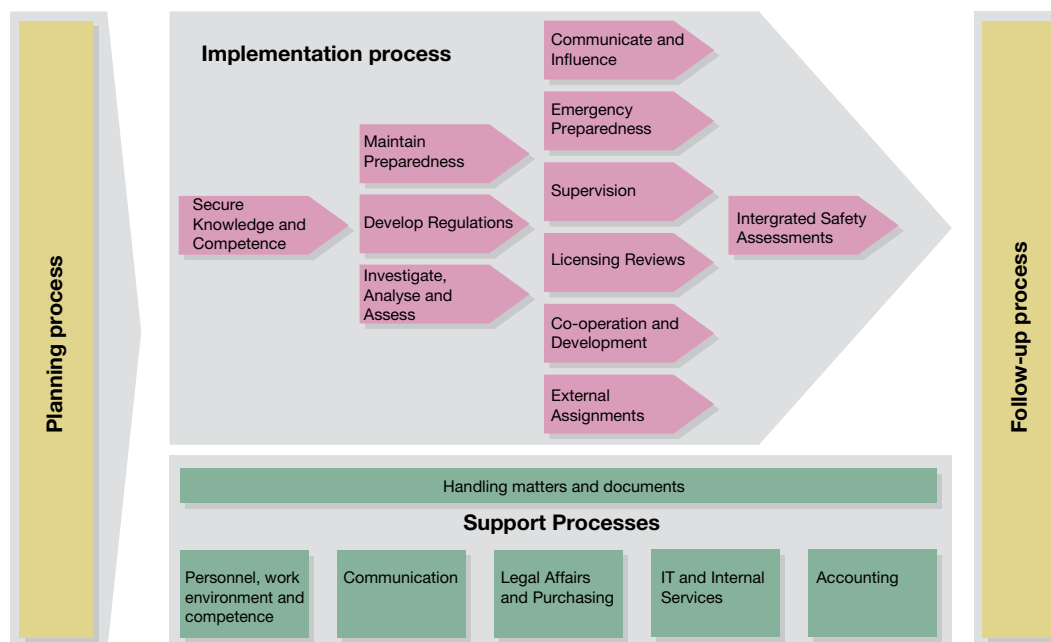 Planning process
Implementation process
Secure
Knowledge and
Competence
Maintain
Preparedness
Develop Regulations
Investigate,
Analyse and
Assess
Communicate and
Influence
Emergency
Preparedness
Supervision
Licensing Reviews
Co-operation and
Development
External
Assignments
Intergrated Safety
Assessments
Handling matters and documents
Support Processes
Personnel, work
environment and
competence
Communication
Legal Affairs
and Purchasing
IT and Internal
Services
Accounting
Follow-up process